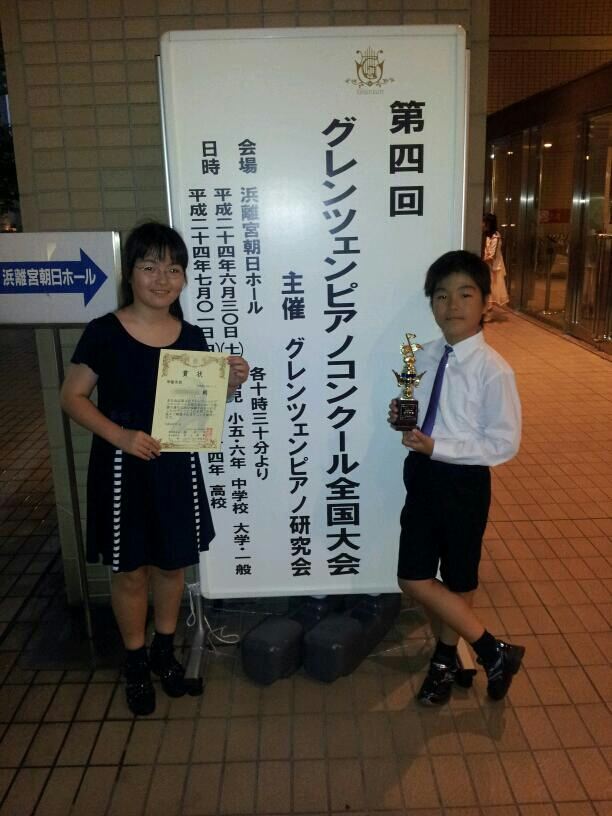 第四回
グレンツェンピアノコンクール全国大会
主催 グレンツェンピアノ研究会
会場 浜離宮朝日ホール 各十時三十分より
日時 平成二十四年六月三〇日(土) 児 小五・六年 中学校 大学・一般
平成二十四年七月〇一日(日) 四年 高校
浜離宮朝日ホール
賞状